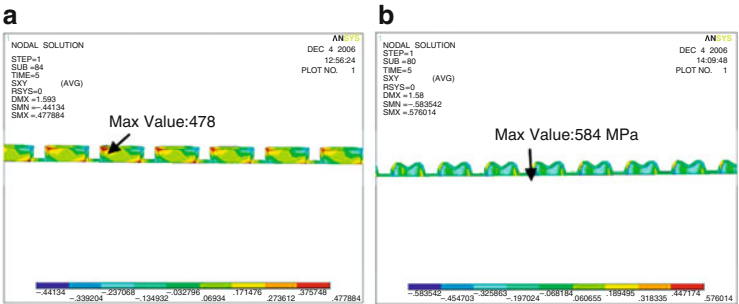 a
1
ANSYS
NODAL SOLUTION
DEC 4 2006
12:56:24
PLOT NO. 1
STEP=1
SUB =84
TIME=5
SXY (AVG)
RSYS=0
DMX =1.593
SMN =-.44134
SMX =.477884
Max Value:478
-.44134 -.237068 -.032796 .171476 .375748
-.339204 -.134932 .06934 .273612 .477884
b
1
ANSYS
NODAL SOLUTION
DEC 4 2006
14:09:48
PLOT NO. 1
STEP=1
SUB =80
TIME=5
SXY (AVG)
RSYS=0
DMX =1.58
SMN =-.583542
SMX =.576014
Max Value:584 MPa
-.583542 -.325863 -.068184 .189495 .447174
-.454703 -.197024 .060655 .318335 .576014